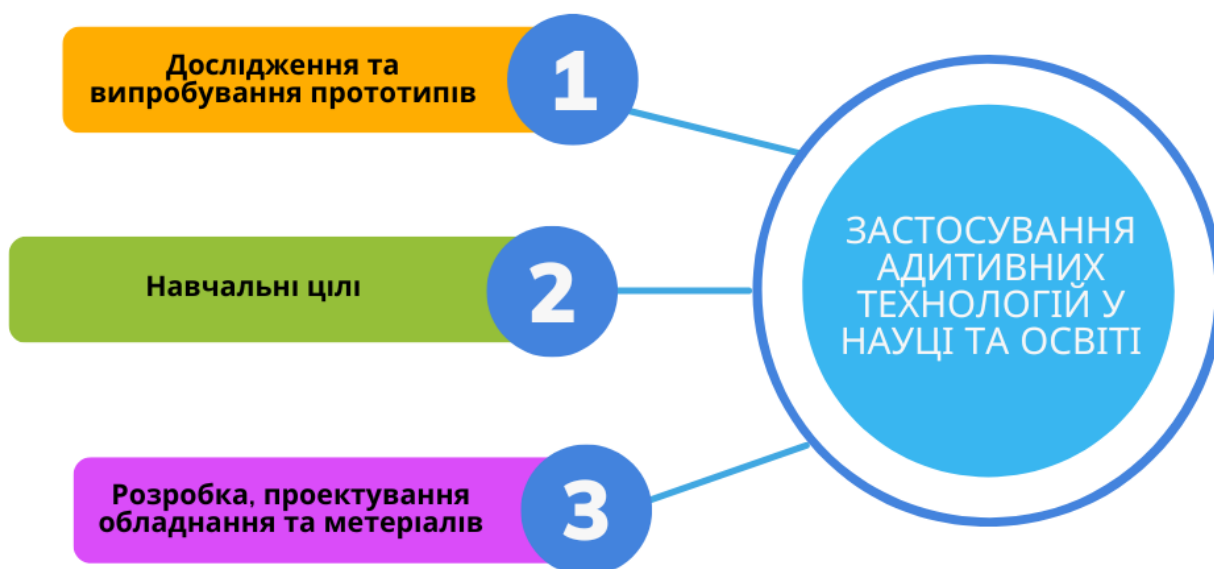 Дослідження та
випробування прототипів
1
Навчальні цілі
2
Розробка, проектування
обладнання та метеріалів
3
ЗАСТОСУВАННЯ
АДИТИВНИХ
ТЕХНОЛОГІЙ У
НАУЦІ ТА ОСВІТІ